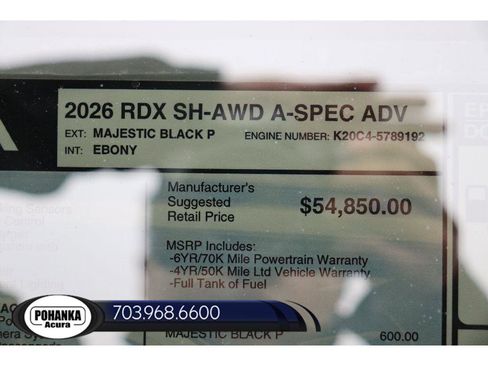 2026 RDX SH-AWD A-SPEC ADV
EXT: MAJESTIC BLACK P ENGINE NUMBER: K20C4-5789192
INT: EBONY
Manufacturer's
Suggested
Retail Price
$54,850.00
MSRP Includes:
-6YR/70K Mile Powertrain Warranty
-4YR/50K Mile Ltd Vehicle Warranty
-Full Tank of Fuel
POHANKA
Acura
703.968.6600
MAJESTIC BLACK P 600.00